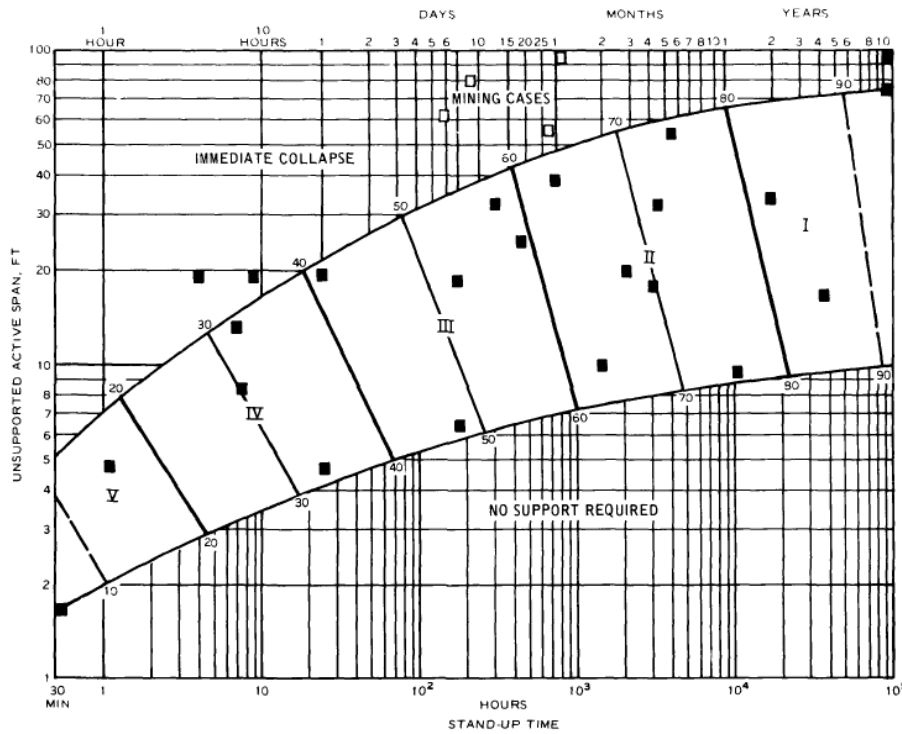 DAYS MONTHS YEARS
1 10
HOUR HOURS 1 2 3 4 5 6 10 15 20 25 1 2 3 4 5 6 7 8 10 1 2 3 4 5 6 8 10
100
80
70
60
50
40
30
20
10
8
7
6
5
4
3
2
1
UNSUPPORTED ACTIVE SPAN, FT
MINING CASES
IMMEDIATE COLLAPSE
90
80
70
60
50
40
30
20
I
II
III
IV
V
90
80
70
60
50
40
30
20
10
NO SUPPORT REQUIRED
30 1 10 10² 10³ 10⁴ 10⁵
MIN HOURS
STAND-UP TIME